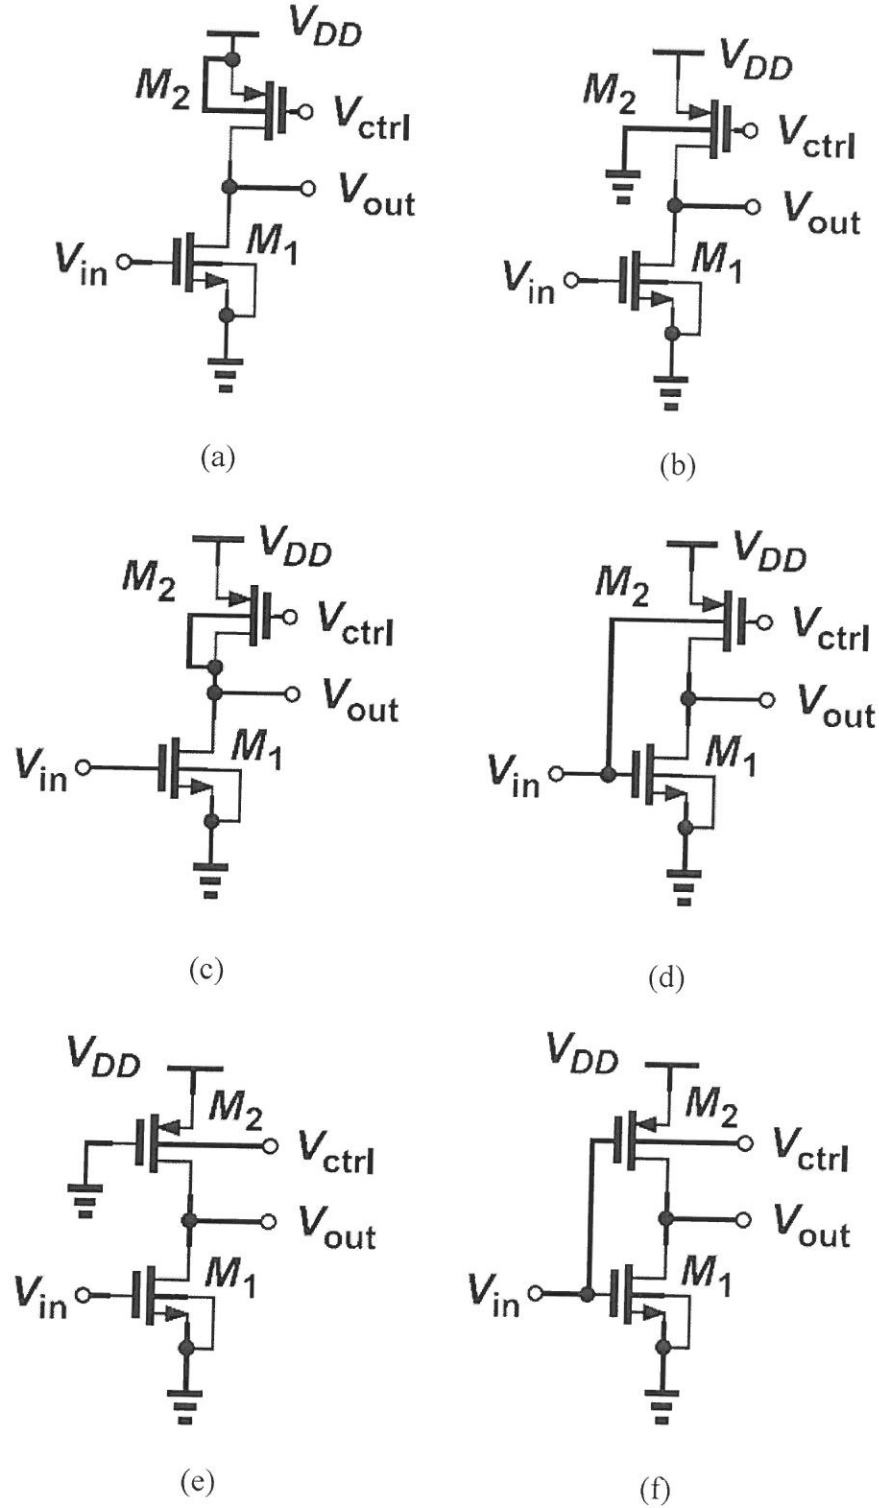 V_DD
M_2
V_ctrl
V_out
V_in M_1
(a)
V_DD
M_2
V_ctrl
V_out
V_in M_1
(b)
V_DD
M_2
V_ctrl
V_out
V_in M_1
(c)
V_DD
M_2
V_ctrl
V_out
V_in M_1
(d)
V_DD
M_2
V_ctrl
V_out
V_in M_1
(e)
V_DD
M_2
V_ctrl
V_out
V_in M_1
(f)